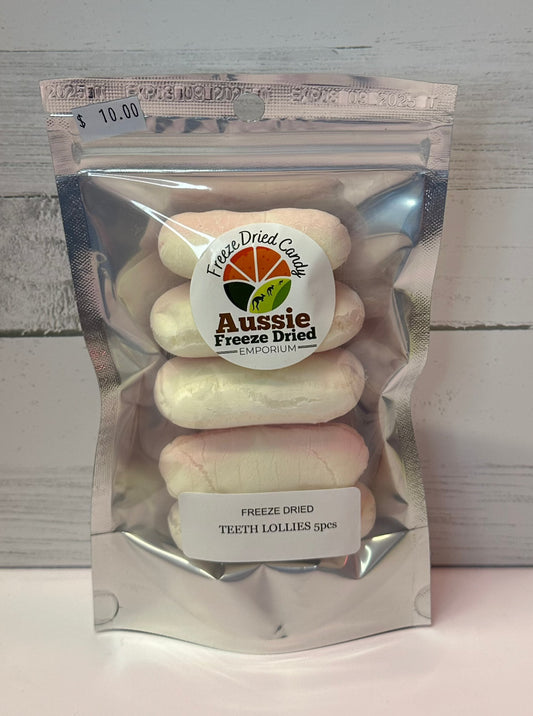 $ 10.00
Freeze Dried Candy
Aussie
Freeze Dried
EMPORIUM
FREEZE DRIED
TEETH LOLLIES 5pcs